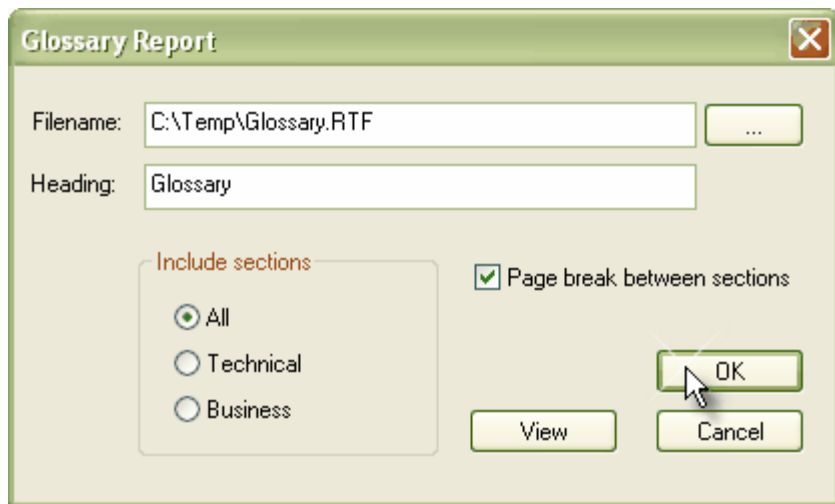 Glossary Report
Filename: C:\Temp\Glossary.RTF ...
Heading: Glossary
Include sections
Page break between sections
All
Technical
Business
OK
View Cancel